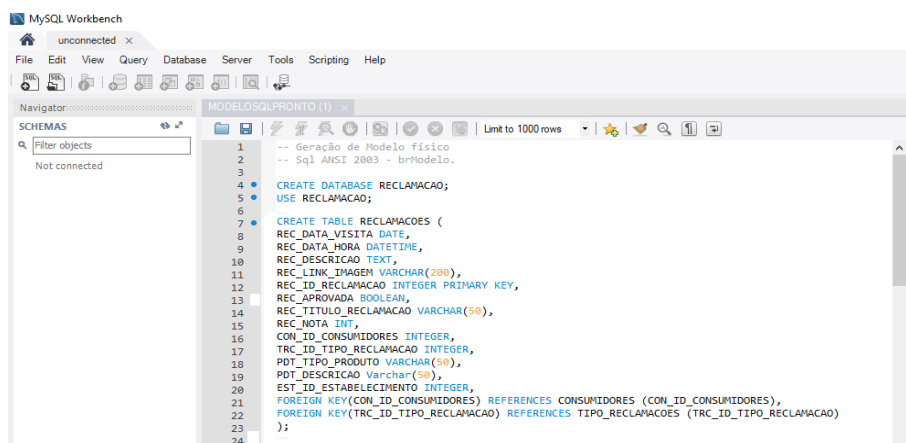 MySQL Workbench
unconnected ×
File Edit View Query Database Server Tools Scripting Help
Navigator
MODELOSQLPRONTO (1) ×
SCHEMAS
Limit to 1000 rows
Filter objects
Not connected
1 -- Geração de Modelo físico
2 -- Sql ANSI 2003 - brModelo.
3
4 CREATE DATABASE RECLAMACAO;
5 USE RECLAMACAO;
6
7 CREATE TABLE RECLAMACOES (
8 REC_DATA_VISITA DATE,
9 REC_DATA_HORA DATETIME,
10 REC_DESCRICAO TEXT,
11 REC_LINK_IMAGEM VARCHAR(200),
12 REC_ID_RECLAMACAO INTEGER PRIMARY KEY,
13 REC_APROVADA BOOLEAN,
14 REC_TITULO_RECLAMACAO VARCHAR(50),
15 REC_NOTA INT,
16 CON_ID_CONSUMIDORES INTEGER,
17 TRC_ID_TIPO_RECLAMACAO INTEGER,
18 PDT_TIPO_PRODUTO VARCHAR(50),
19 PDT_DESCRICAO Varchar(50),
20 EST_ID_ESTABELECIMENTO INTEGER,
21 FOREIGN KEY(CON_ID_CONSUMIDORES) REFERENCES CONSUMIDORES (CON_ID_CONSUMIDORES),
22 FOREIGN KEY(TRC_ID_TIPO_RECLAMACAO) REFERENCES TIPO_RECLAMACOES (TRC_ID_TIPO_RECLAMACAO)
23 );
24